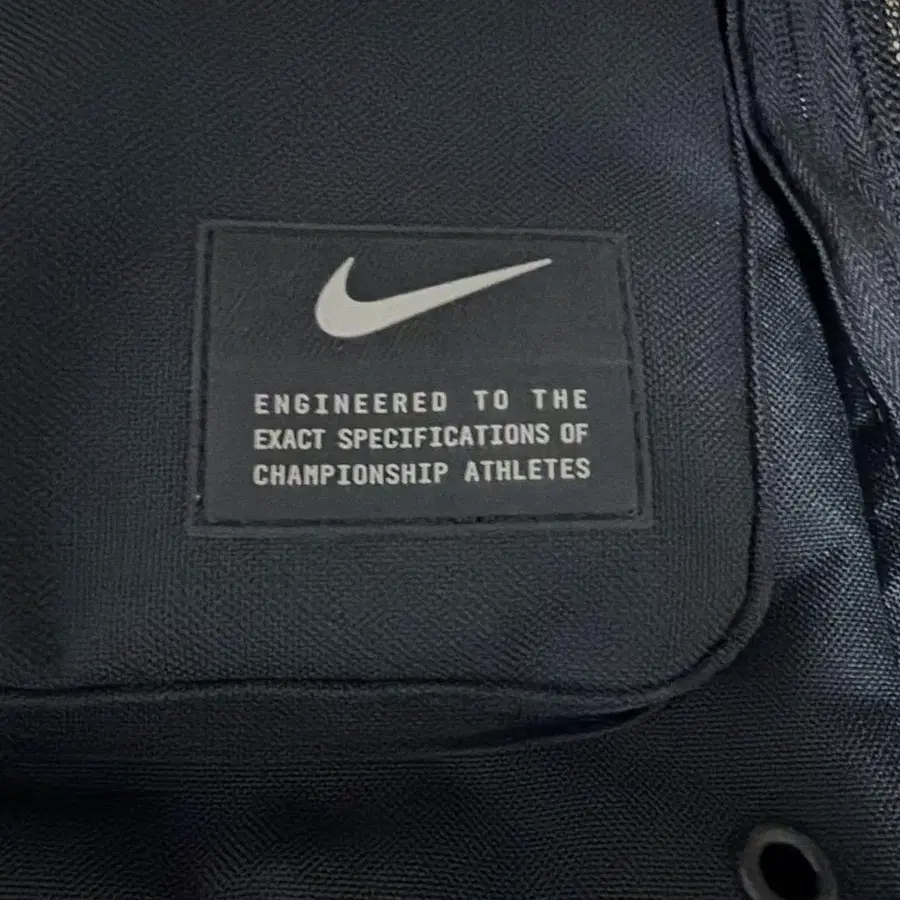 ENGINEERED TO THE
EXACT SPECIFICATIONS OF
CHAMPIONSHIP ATHLETES